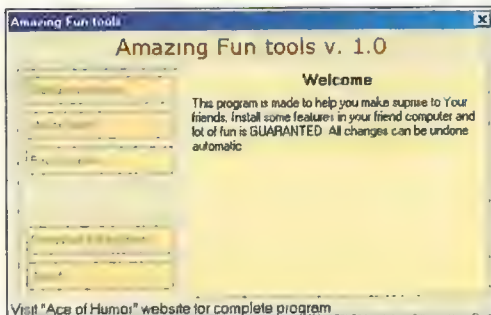 Amazing Fun tools
Amazing Fun tools v. 1.0
Welcome
This program is made to help you make suprise to Your
friends. Install some features in your friend computer and
lot of fun is GUARANTED. All changes can be undone
automatic
Visit "Ace of Humor" website for complete program